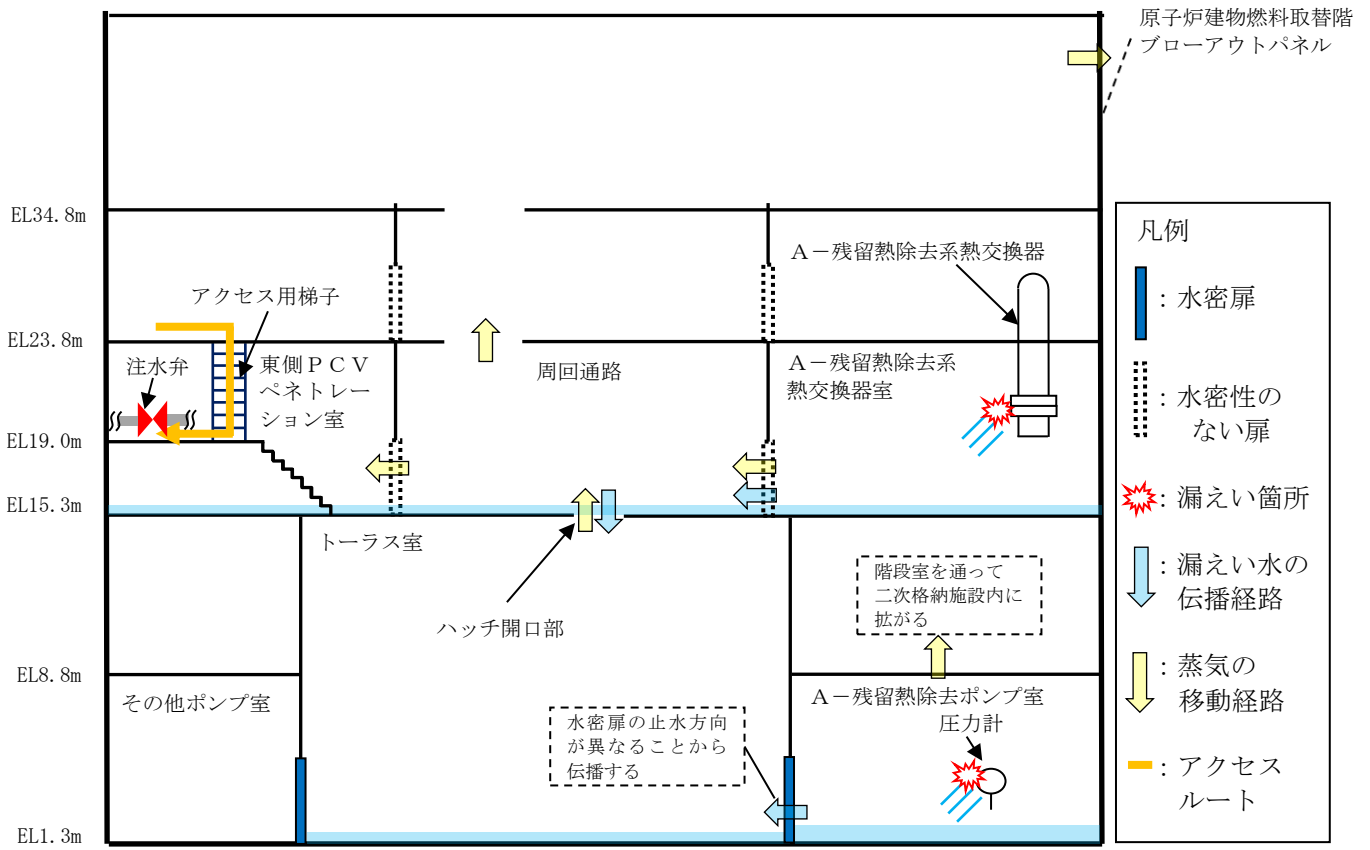 原子炉建物燃料取替階
ブローアウトパネル
EL34.8m
A－残留熱除去系熱交換器
アクセス用梯子
EL23.8m
注水弁
東側PCV
ペネトレー
ション室
周回通路
A－残留熱除去系
熱交換器室
EL19.0m
EL15.3m
トーラス室
ハッチ開口部
階段室を通って
二次格納施設内に
拡がる
EL8.8m
その他ポンプ室
A－残留熱除去ポンプ室
圧力計
水密扉の止水方向
が異なることから
伝播する
EL1.3m
凡例
：水密扉
：水密性の
ない扉
：漏えい箇所
：漏えい水の
伝播経路
：蒸気の
移動経路
：アクセス
ルート